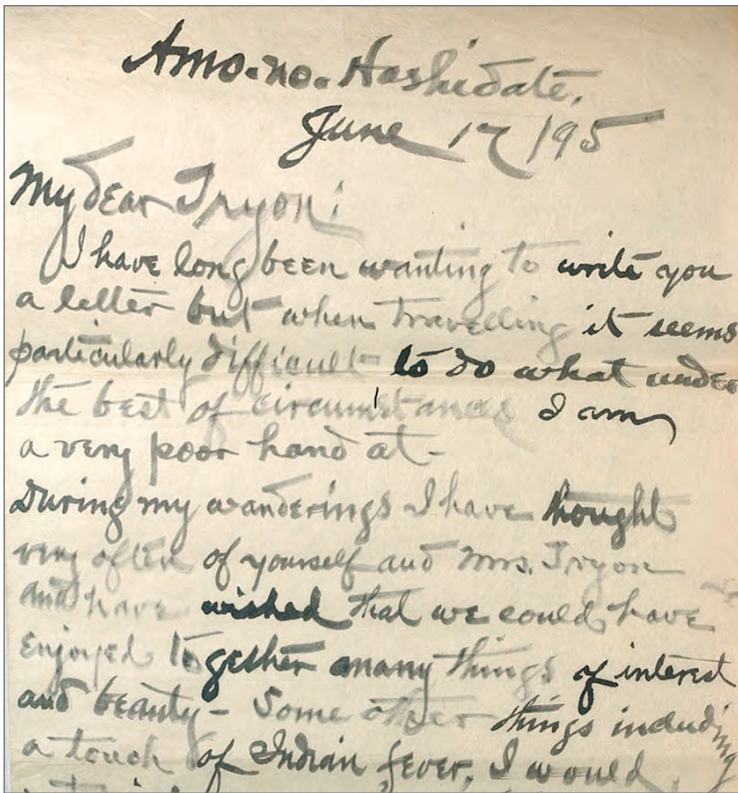 Amo.no.Hashidate.
June 17/95
My dear Tryon:
I have long been wanting to write you
a letter but when travelling it seems
particularly difficult to do what under
the best of circumstances I am
a very poor hand at -
During my wanderings I have thought
very often of yourself and Mrs. Tryon
and have wished that we could have
enjoyed together many things of interest
and beauty - Some other things including
a touch of Indian fever, I would